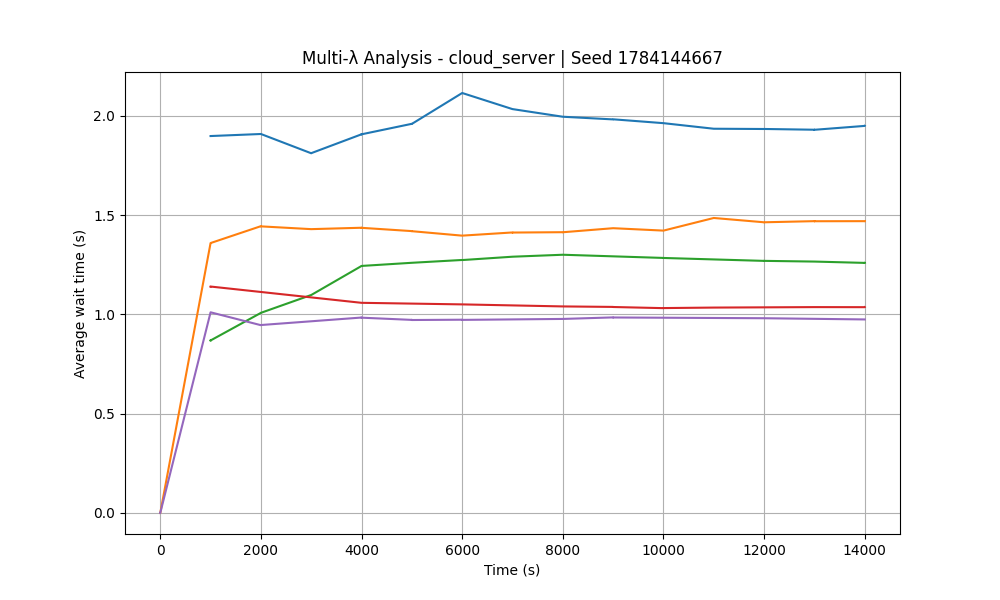 Multi-λ Analysis - cloud_server | Seed 1784144667
Average wait time (s)
2.0
1.5
1.0
0.5
0.0
0 2000 4000 6000 8000 10000 12000 14000
Time (s)